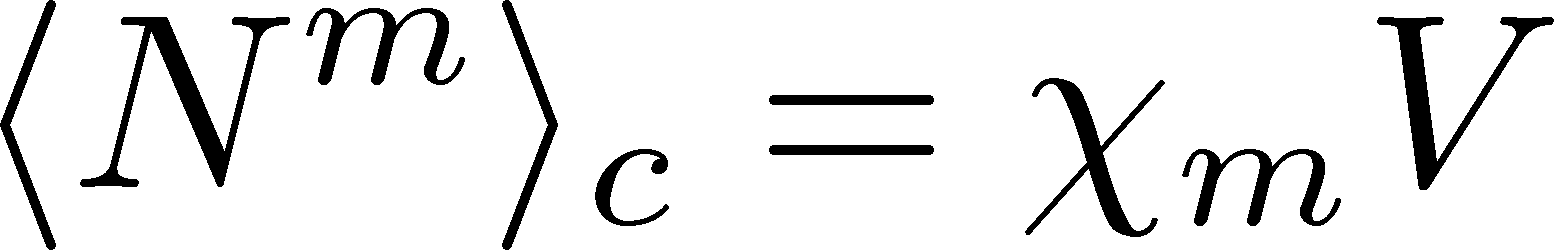 ⟨N^m⟩_c = χ_m V